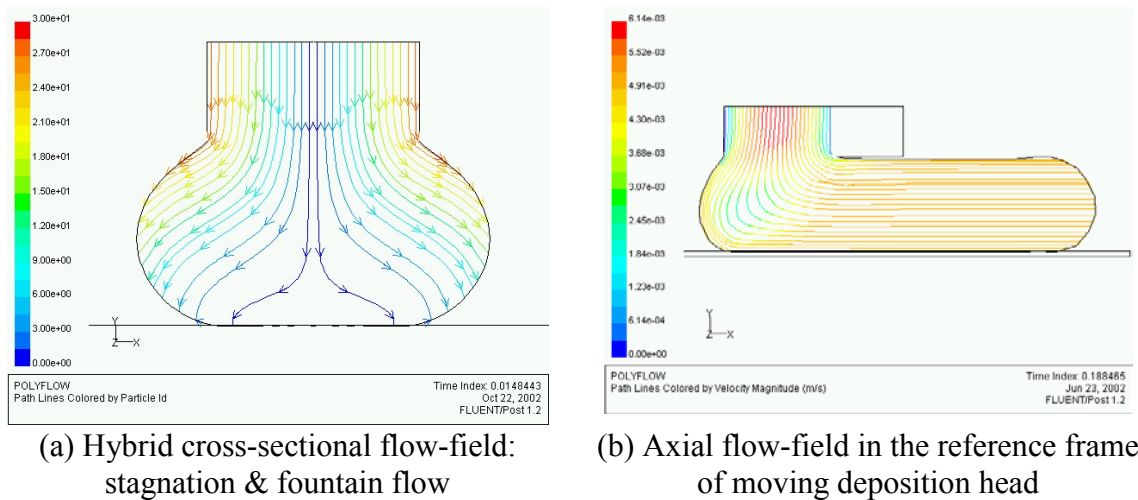 3.00e+01
2.70e+01
2.40e+01
1.80e+01
1.50e+01
1.20e+01
9.00e+00
6.00e+00
3.00e+00
0.00e+00
Y
Z X
POLYFLOW
Path Lines Colored by Particle Id
Time Index: 0.0148443
Oct 22, 2002
FLUENT/Post 1.2
(a) Hybrid cross-sectional flow-field:
stagnation & fountain flow
6.14e-03
5.52e-03
4.91e-03
4.30e-03
3.68e-03
3.07e-03
2.45e-03
1.84e-03
1.23e-03
6.14e-04
0.00e+00
Y
Z X
POLYFLOW
Path Lines Colored by Velocity Magnitude (m/s)
Time Index: 0.188465
Jun 23, 2002
FLUENT/Post 1.2
(b) Axial flow-field in the reference frame
of moving deposition head